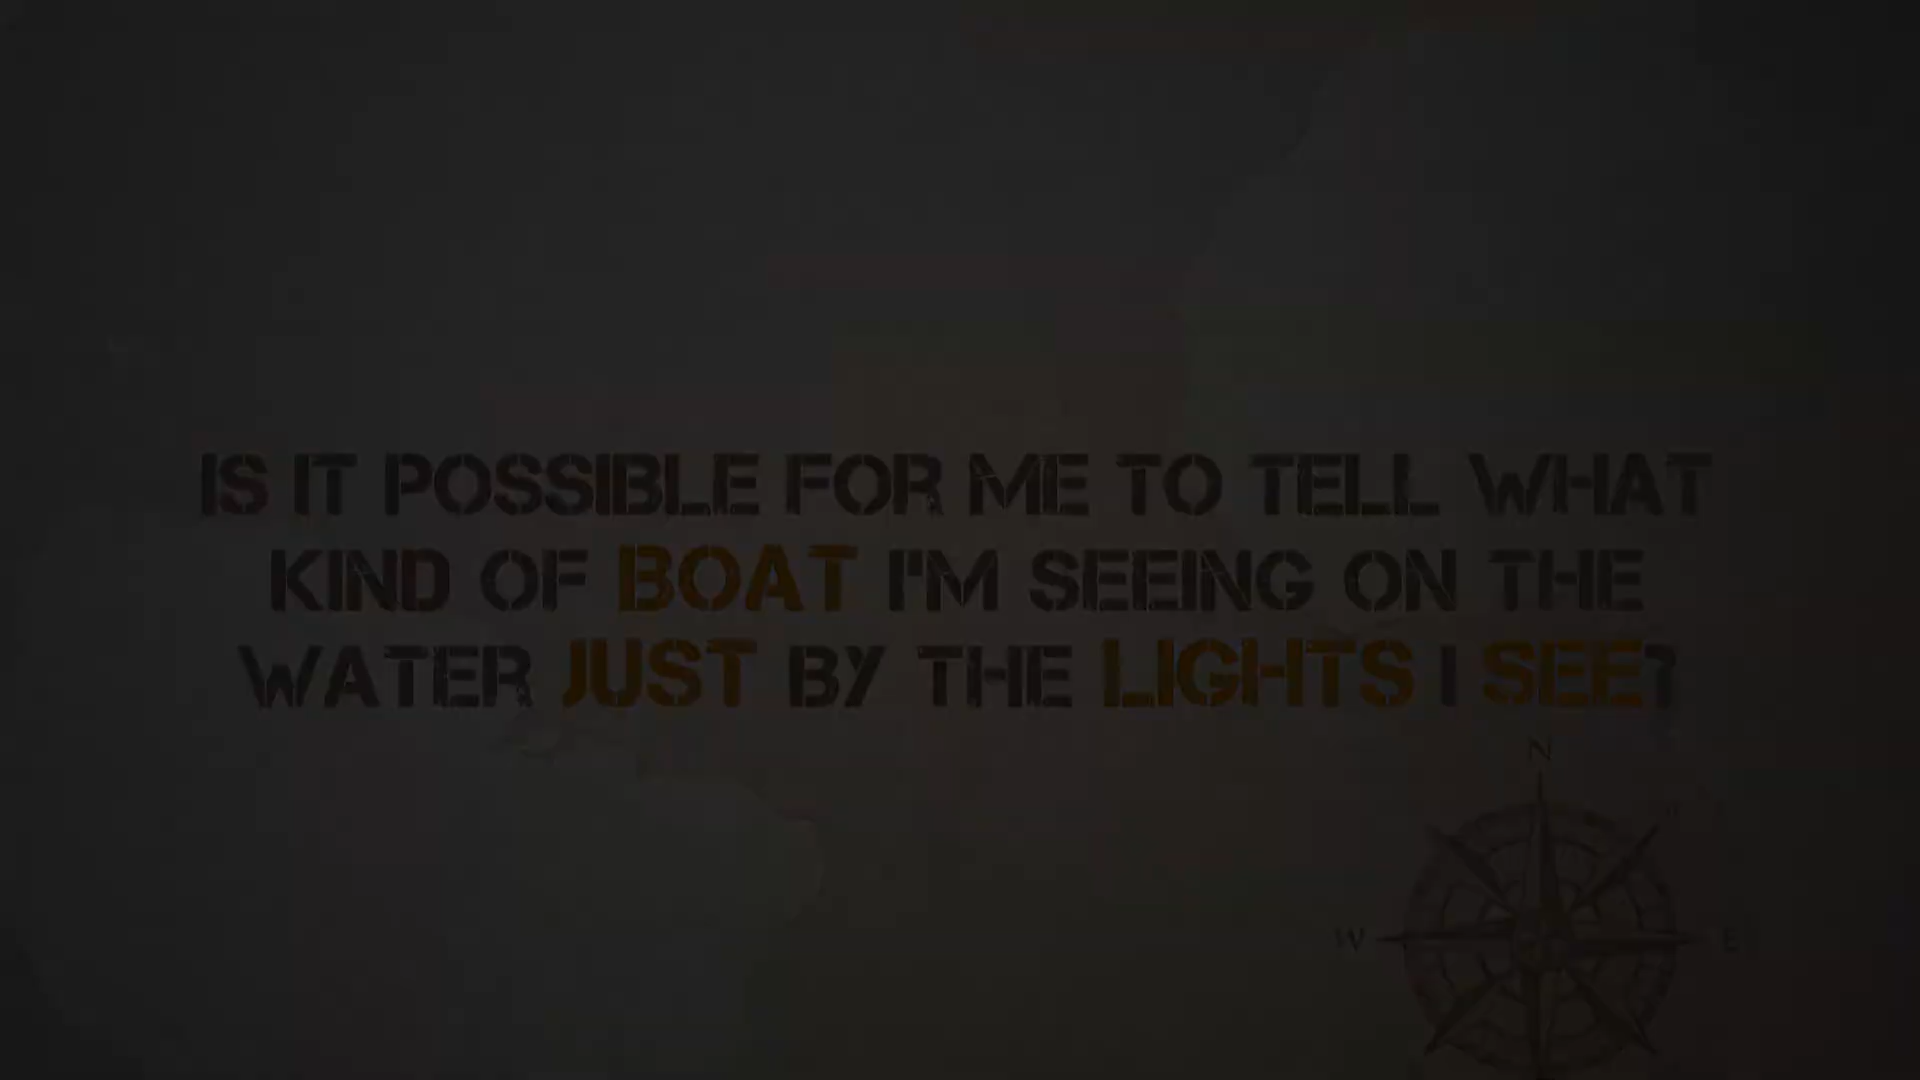 IS IT POSSIBLE FOR ME TO TELL WHAT
KIND OF BOAT I'M SEEING ON THE
WATER JUST BY THE LIGHTS I SEE?
N
W E